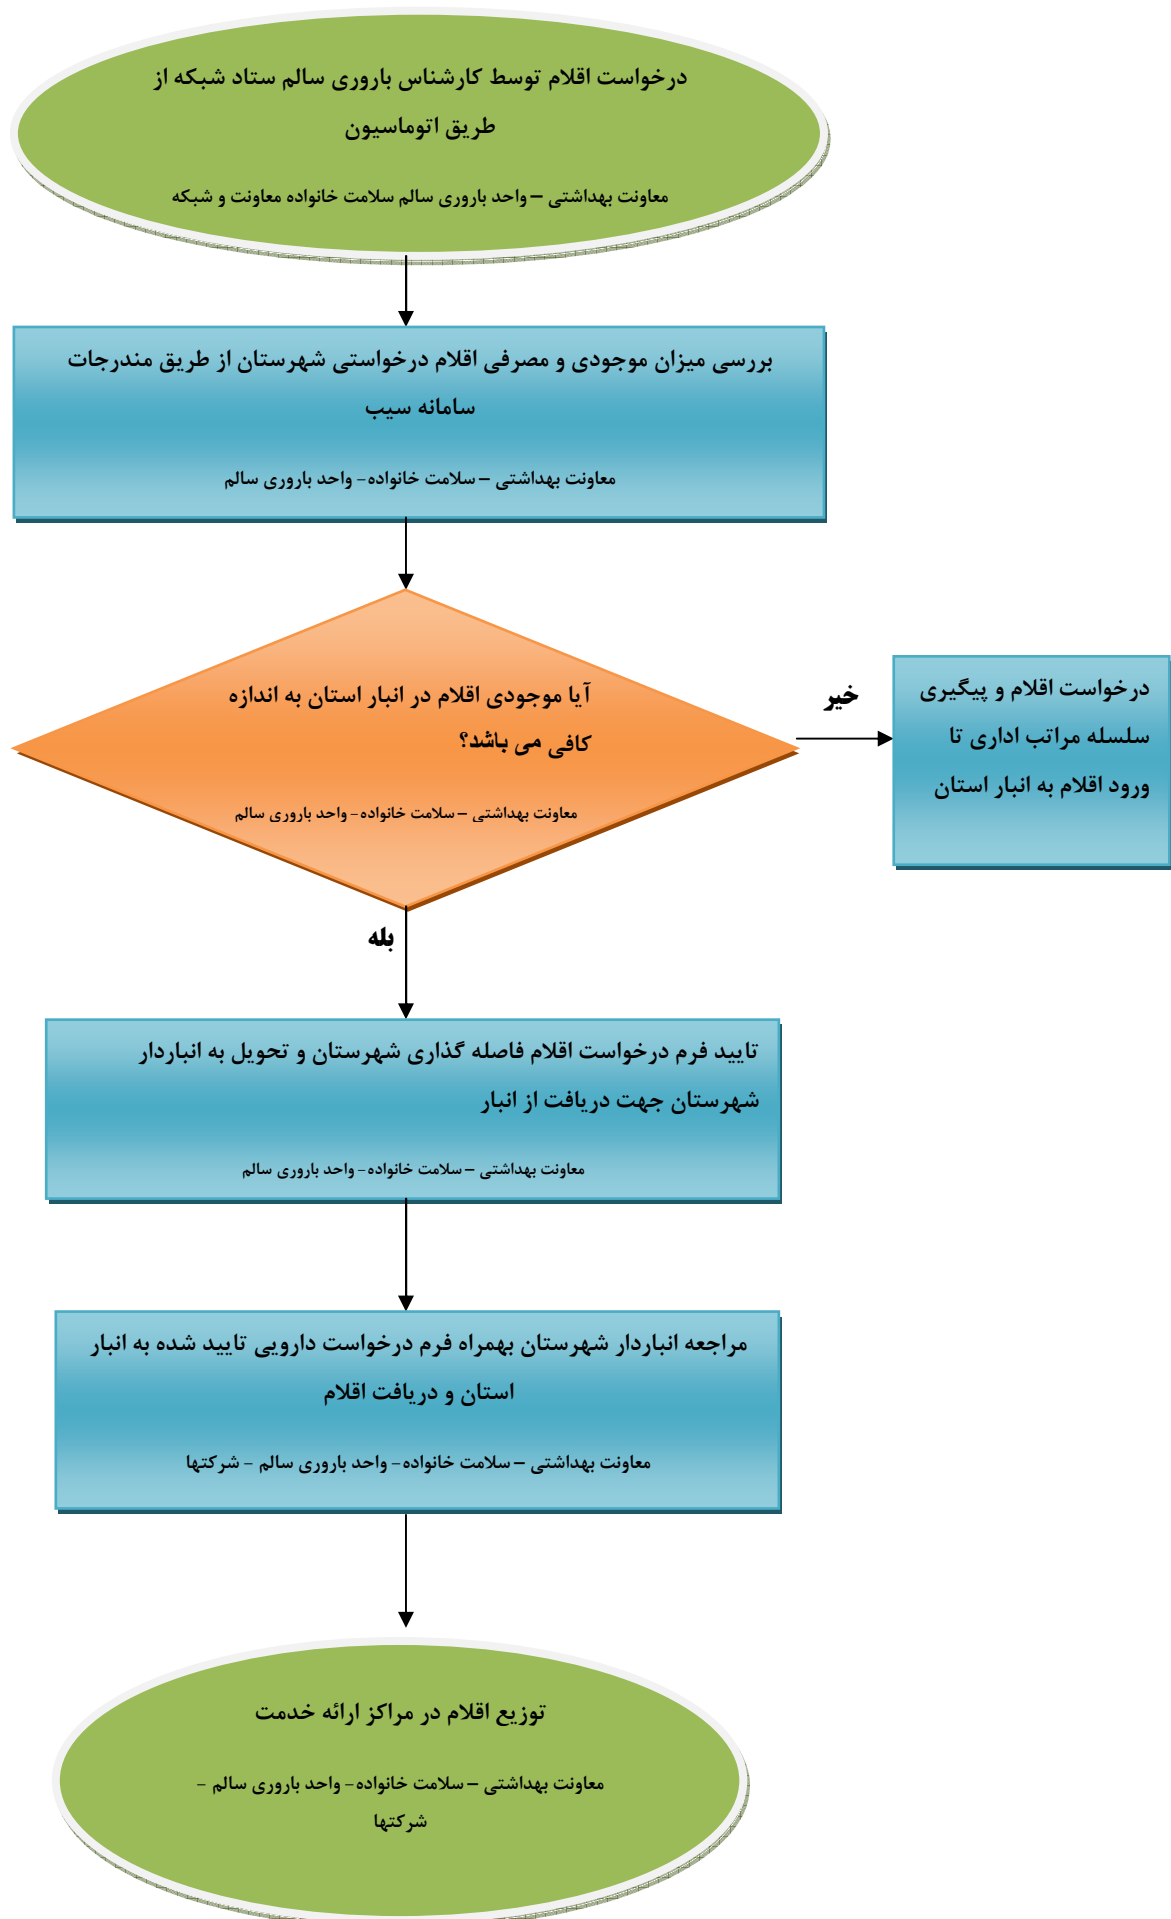 درخواست اقلام توسط کارشناس باروری سالم ستاد شبکه از
طریق اتوماسیون
معاونت بهداشتی – واحد باروری سالم سلامت خانواده معاونت و شبکه
بررسی میزان موجودی و مصرفی اقلام درخواستی شهرستان از طریق مندرجات
سامانه سیب
معاونت بهداشتی – سلامت خانواده- واحد باروری سالم
آیا موجودی اقلام در انبار استان به اندازه
کافی می باشد؟
معاونت بهداشتی – سلامت خانواده- واحد باروری سالم
خیر
درخواست اقلام و پیگیری
سلسله مراتب اداری تا
ورود اقلام به انبار استان
بله
تایید فرم درخواست اقلام فاصله گذاری شهرستان و تحویل به انباردار
شهرستان جهت دریافت از انبار
معاونت بهداشتی – سلامت خانواده- واحد باروری سالم
مراجعه انباردار شهرستان بهمراه فرم درخواست دارویی تایید شده به انبار
استان و دریافت اقلام
معاونت بهداشتی – سلامت خانواده- واحد باروری سالم - شرکتها
توزیع اقلام در مراکز ارائه خدمت
معاونت بهداشتی – سلامت خانواده- واحد باروری سالم -
شرکتها